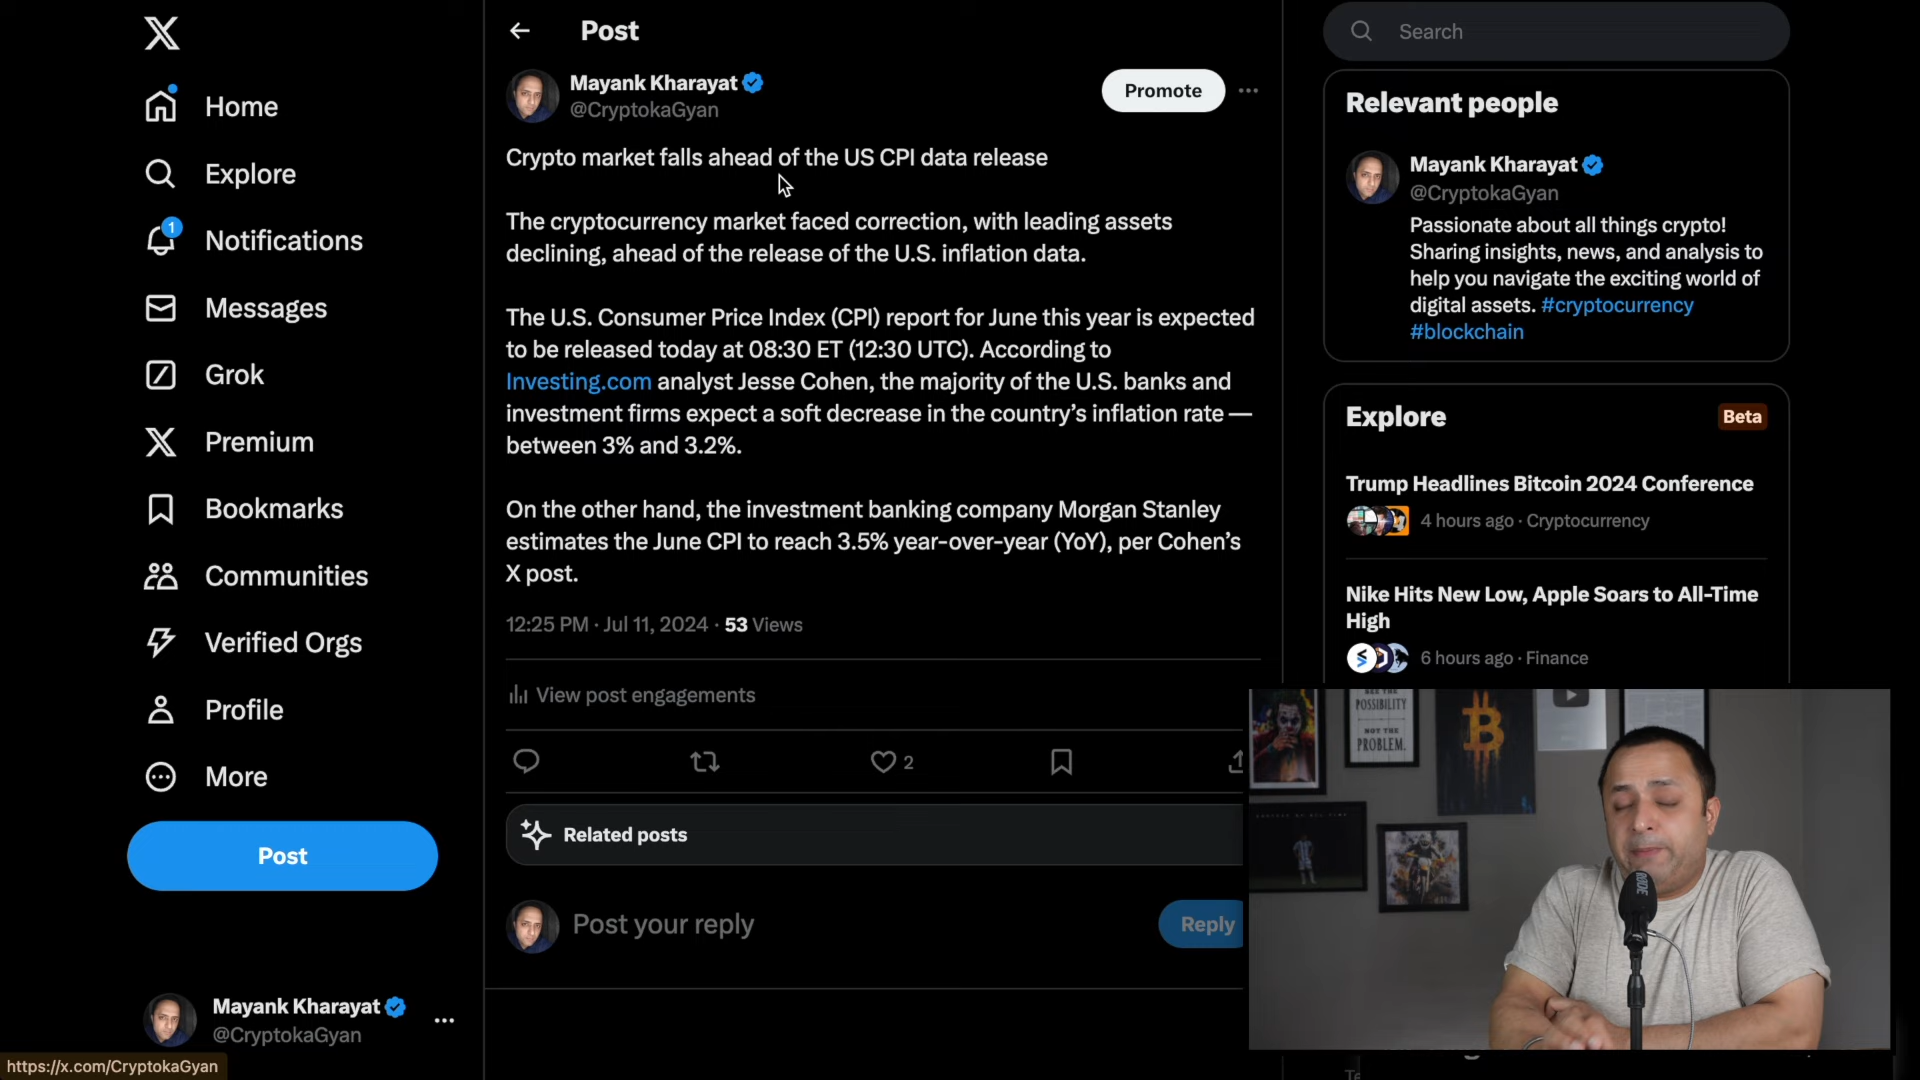 Home
Explore
1
Notifications
Messages
Grok
Premium
Bookmarks
Communities
Verified Orgs
Profile
More
Post
Mayank Kharayat
@CryptokaGyan
https://x.com/CryptokaGyan
Post
Mayank Kharayat
@CryptokaGyan
Promote
Crypto market falls ahead of the US CPI data release
The cryptocurrency market faced correction, with leading assets
declining, ahead of the release of the U.S. inflation data.
The U.S. Consumer Price Index (CPI) report for June this year is expected
to be released today at 08:30 ET (12:30 UTC). According to
Investing.com analyst Jesse Cohen, the majority of the U.S. banks and
investment firms expect a soft decrease in the country’s inflation rate —
between 3% and 3.2%.
On the other hand, the investment banking company Morgan Stanley
estimates the June CPI to reach 3.5% year-over-year (YoY), per Cohen’s
X post.
12:25 PM · Jul 11, 2024 · 53 Views
View post engagements
2
Related posts
Post your reply
Reply
Search
Relevant people
Mayank Kharayat
@CryptokaGyan
Passionate about all things crypto!
Sharing insights, news, and analysis to
help you navigate the exciting world of
digital assets. #cryptocurrency
#blockchain
Explore
Beta
Trump Headlines Bitcoin 2024 Conference
4 hours ago · Cryptocurrency
Nike Hits New Low, Apple Soars to All-Time
High
6 hours ago · Finance
SEE THE
POSSIBILITY
NOT THE
PROBLEM.
RODE